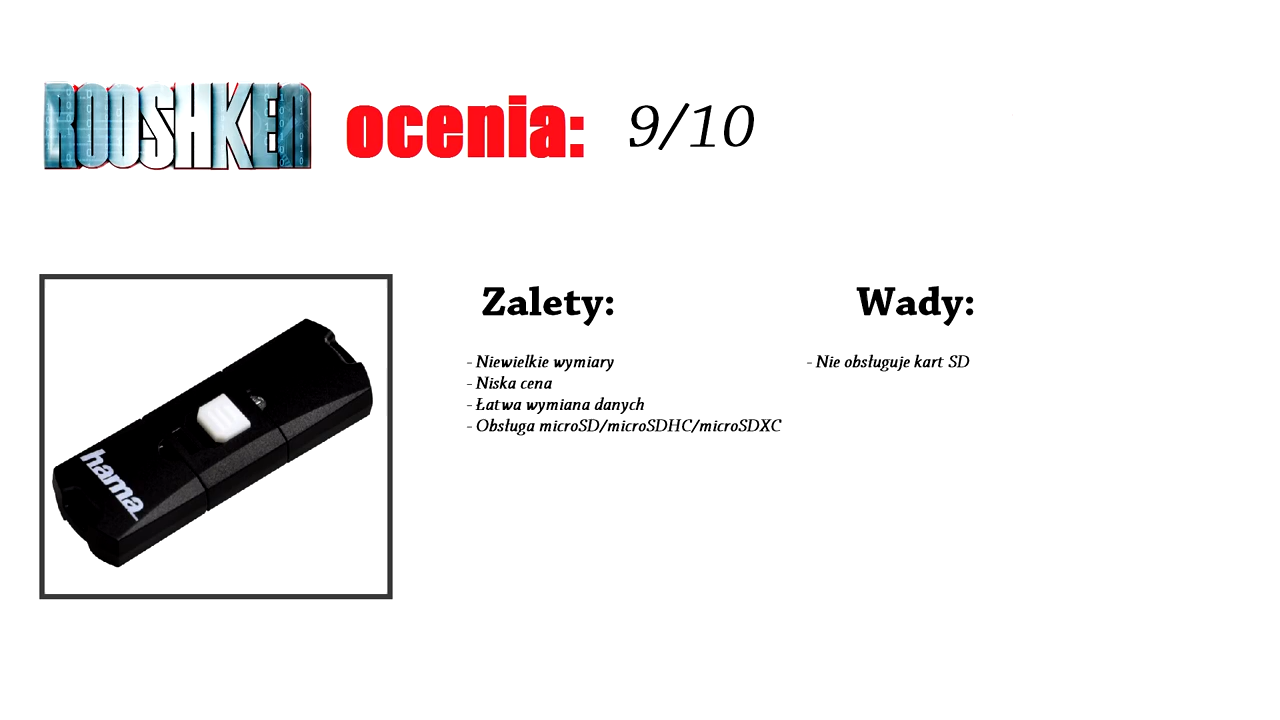 ROOSHKEN ocenia: 9/10
Zalety:
- Niewielkie wymiary
- Niska cena
- Łatwa wymiana danych
- Obsługa microSD/microSDHC/microSDXC
Wady:
- Nie obsługuje kart SD
hama